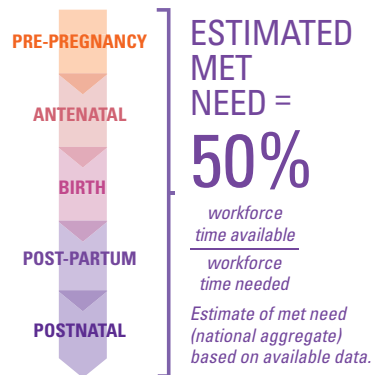 PRE-PREGNANCY
ANTENATAL
BIRTH
POST-PARTUM
POSTNATAL
ESTIMATED
MET
NEED =
50%
workforce
time available
workforce
time needed
Estimate of met need
(national aggregate)
based on available data.